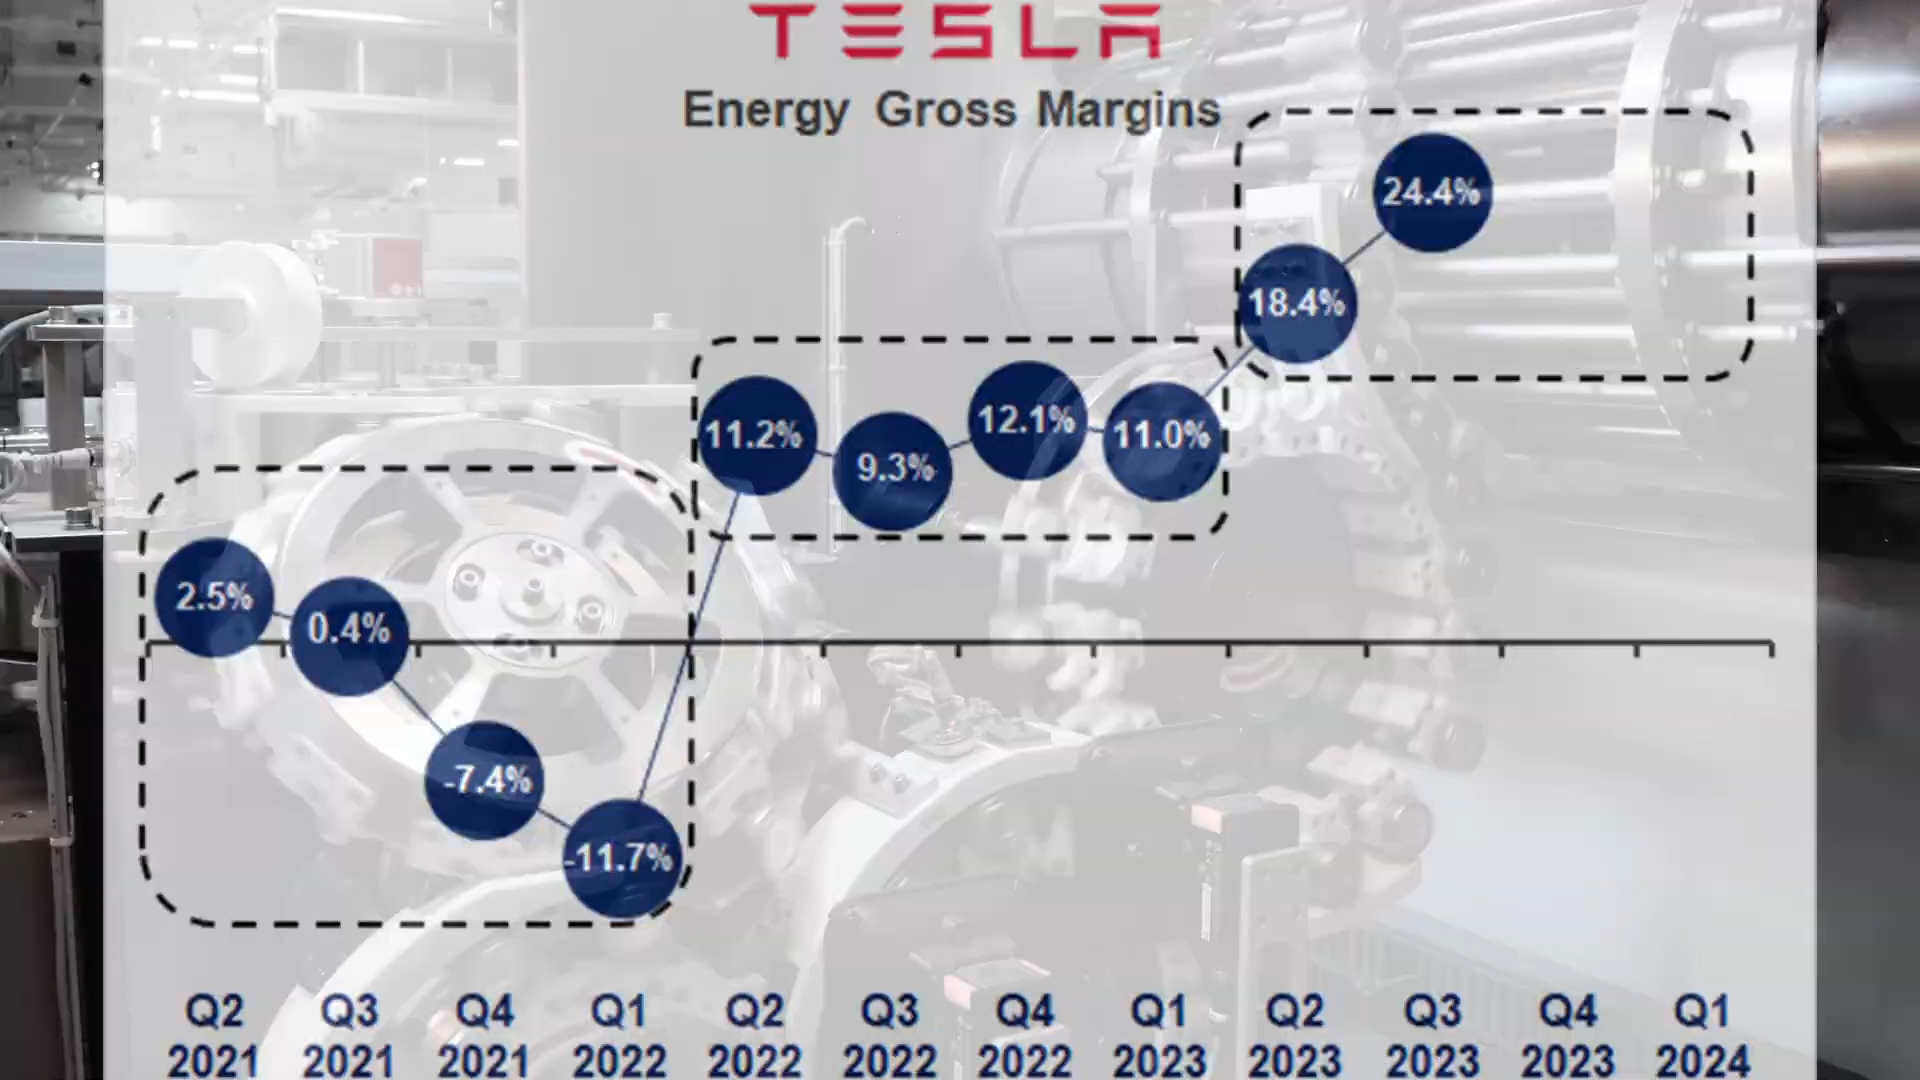 TESLA
Energy Gross Margins
24.4%
18.4%
11.2%
9.3%
12.1%
11.0%
2.5%
0.4%
-7.4%
-11.7%
Q2 Q3 Q4 Q1 Q2 Q3 Q4 Q1 Q2 Q3 Q4 Q1
2021 2021 2021 2022 2022 2022 2022 2023 2023 2023 2023 2024